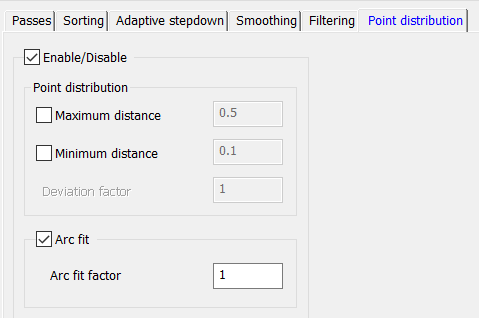 Passes Sorting Adaptive stepdown Smoothing Filtering Point distribution
Enable/Disable
Point distribution
Maximum distance 0.5
Minimum distance 0.1
Deviation factor 1
Arc fit
Arc fit factor 1